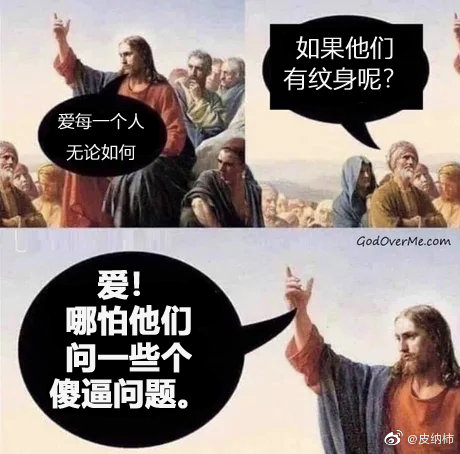 爱每一个人
无论如何
如果他们
有纹身呢？
GodOverMe.com
爱！
哪怕他们
问一些个
傻逼问题。
@皮纳柿